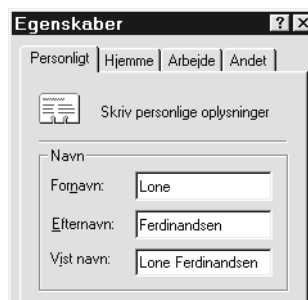 Egenskaber ? X
Personligt Hjemme Arbejde Andet
Skriv personlige oplysninger
Navn
Fornavn: Lone
Efternavn: Ferdinandsen
Vist navn: Lone Ferdinandsen